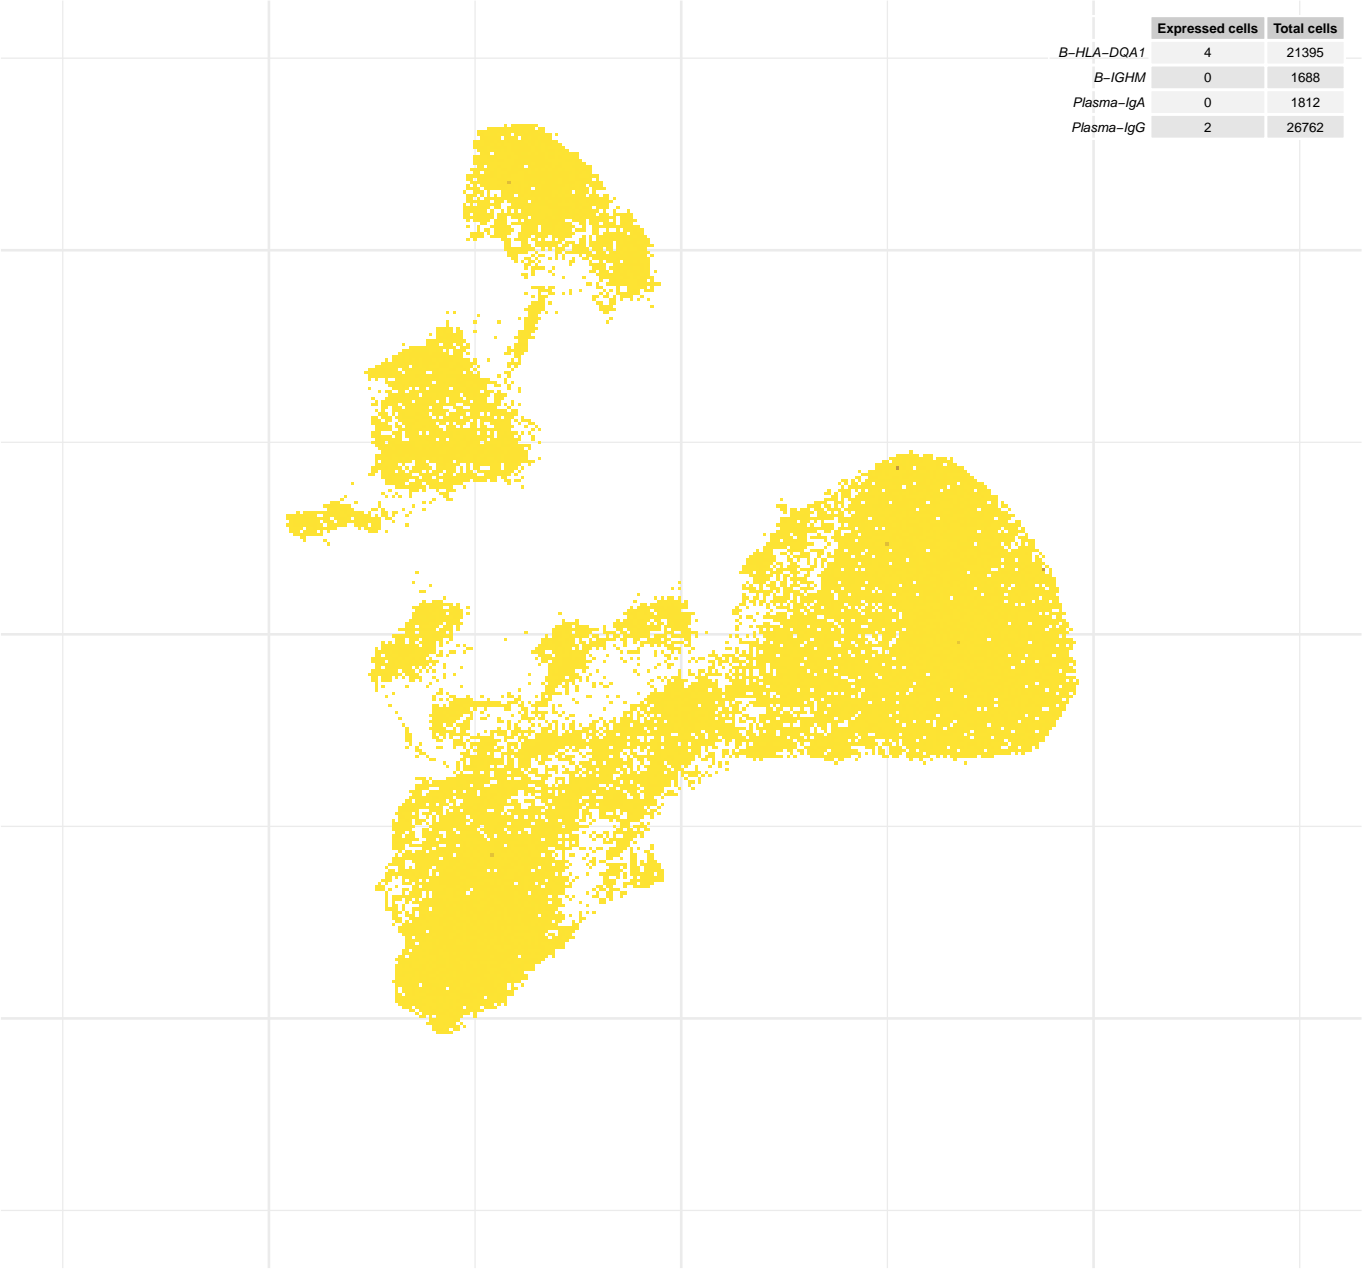 Expressed cells Total cells
B−HLA−DQA1 4 21395
B−IGHM 0 1688
Plasma−IgA 0 1812
Plasma−IgG 2 26762